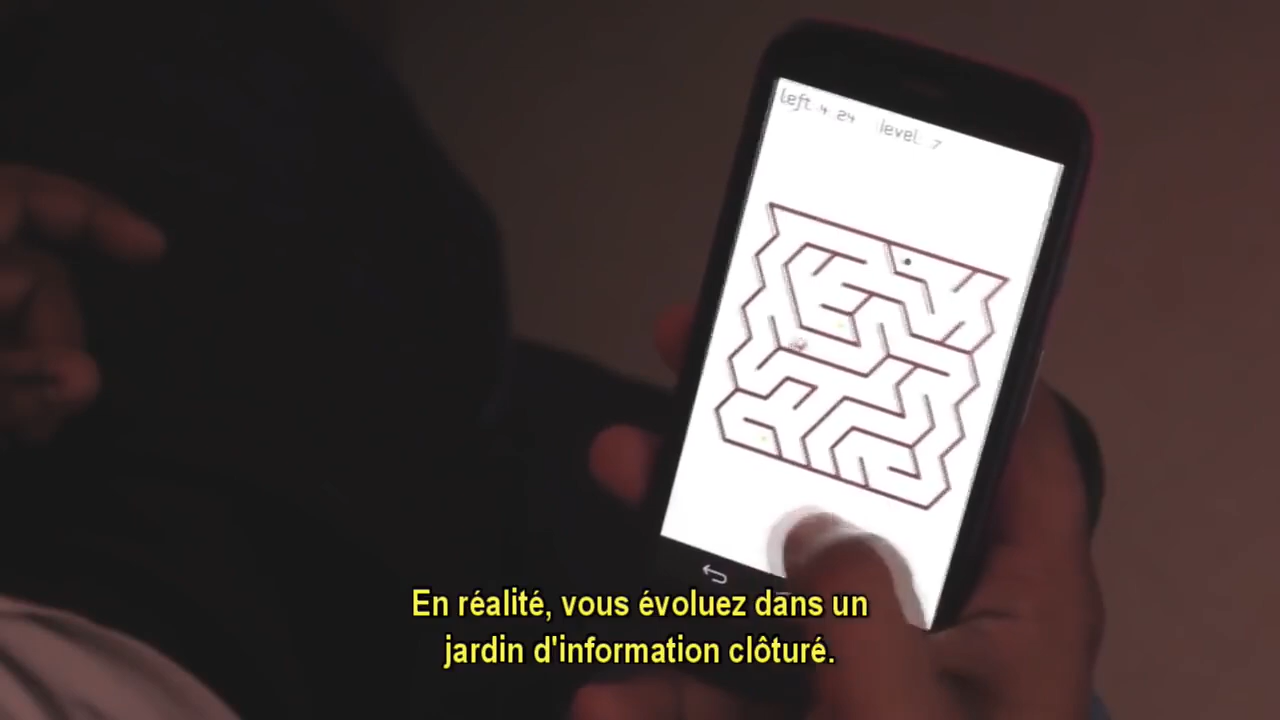 left 4 24 level 7
En réalité, vous évoluez dans un
jardin d'information clôturé.